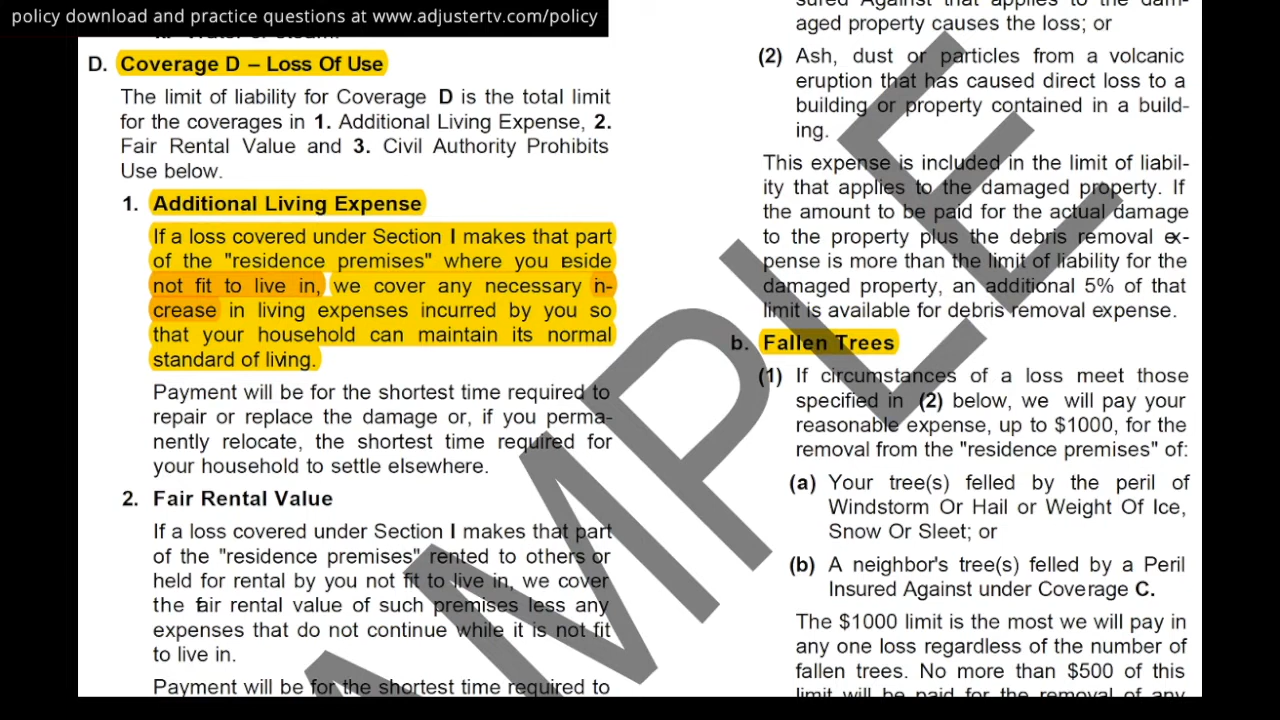 policy download and practice questions at www.adjustertv.com/policy
D. Coverage D – Loss Of Use
The limit of liability for Coverage D is the total limit
for the coverages in 1. Additional Living Expense, 2.
Fair Rental Value and 3. Civil Authority Prohibits
Use below.
1. Additional Living Expense
If a loss covered under Section I makes that part
of the "residence premises" where you eside
not fit to live in, we cover any necessary n-
crease in living expenses incurred by you so
that your household can maintain its normal
standard of living.
Payment will be for the shortest time required to
repair or replace the damage or, if you perma-
nently relocate, the shortest time required for
your household to settle elsewhere.
2. Fair Rental Value
If a loss covered under Section I makes that part
of the "residence premises" rented to others or
held for rental by you not fit to live in, we cover
the fair rental value of such premises less any
expenses that do not continue while it is not fit
to live in.
Payment will be for the shortest time required to
sured Against that applies to the dam-
aged property causes the loss; or
(2) Ash, dust or particles from a volcanic
eruption that has caused direct loss to a
building or property contained in a build-
ing.
This expense is included in the limit of liabil-
ity that applies to the damaged property. If
the amount to be paid for the actual damage
to the property plus the debris removal ex-
pense is more than the limit of liability for the
damaged property, an additional 5% of that
limit is available for debris removal expense.
b. Fallen Trees
(1) If circumstances of a loss meet those
specified in (2) below, we will pay your
reasonable expense, up to $1000, for the
removal from the "residence premises" of:
(a) Your tree(s) felled by the peril of
Windstorm Or Hail or Weight Of Ice,
Snow Or Sleet; or
(b) A neighbor's tree(s) felled by a Peril
Insured Against under Coverage C.
The $1000 limit is the most we will pay in
any one loss regardless of the number of
fallen trees. No more than $500 of this
limit will be paid for the removal of any
AMPLE